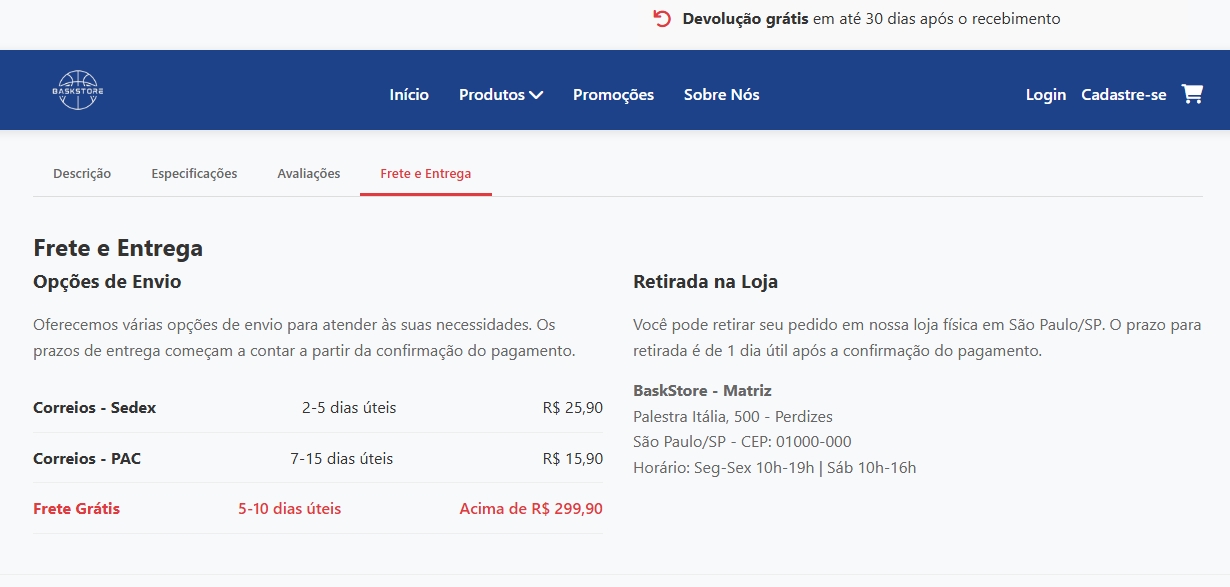 Devolução grátis em até 30 dias após o recebimento
BASKSTORE
Início Produtos Promoções Sobre Nós Login Cadastre-se
Descrição Especificações Avaliações Frete e Entrega
Frete e Entrega
Opções de Envio
Oferecemos várias opções de envio para atender às suas necessidades. Os
prazos de entrega começam a contar a partir da confirmação do pagamento.
Correios - Sedex 2-5 dias úteis R$ 25,90
Correios - PAC 7-15 dias úteis R$ 15,90
Frete Grátis 5-10 dias úteis Acima de R$ 299,90
Retirada na Loja
Você pode retirar seu pedido em nossa loja física em São Paulo/SP. O prazo para
retirada é de 1 dia útil após a confirmação do pagamento.
BaskStore - Matriz
Palestra Itália, 500 - Perdizes
São Paulo/SP - CEP: 01000-000
Horário: Seg-Sex 10h-19h | Sáb 10h-16h